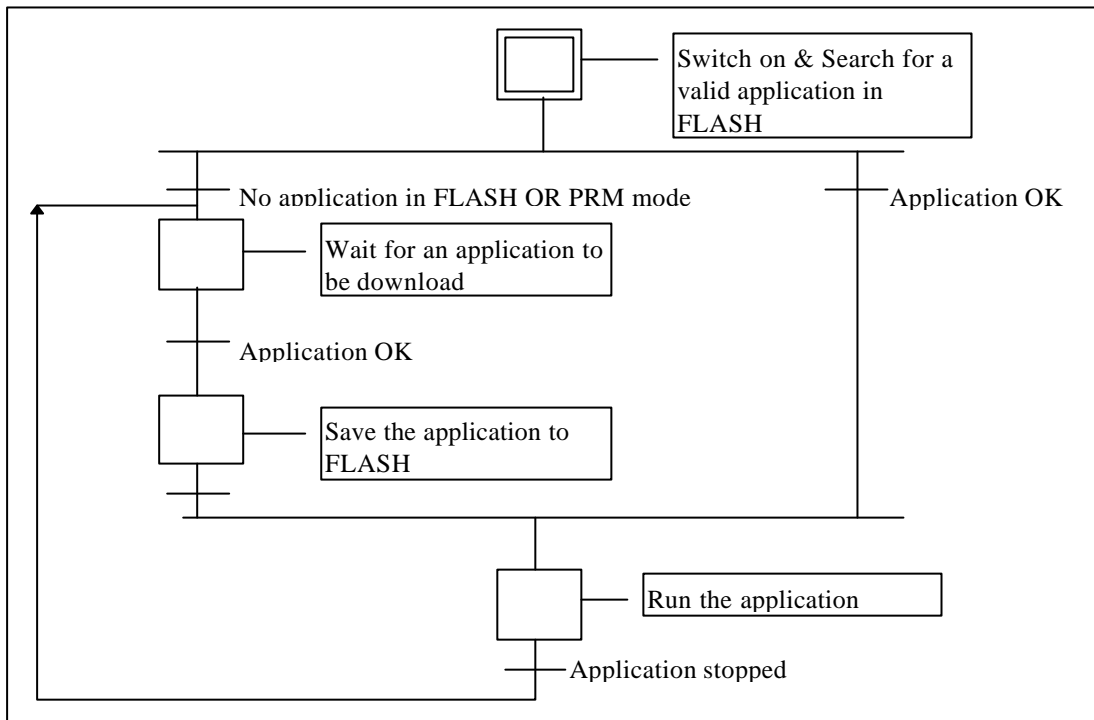 Switch on & Search for a
valid application in
FLASH
No application in FLASH OR PRM mode
Application OK
Wait for an application to
be download
Application OK
Save the application to
FLASH
Run the application
Application stopped